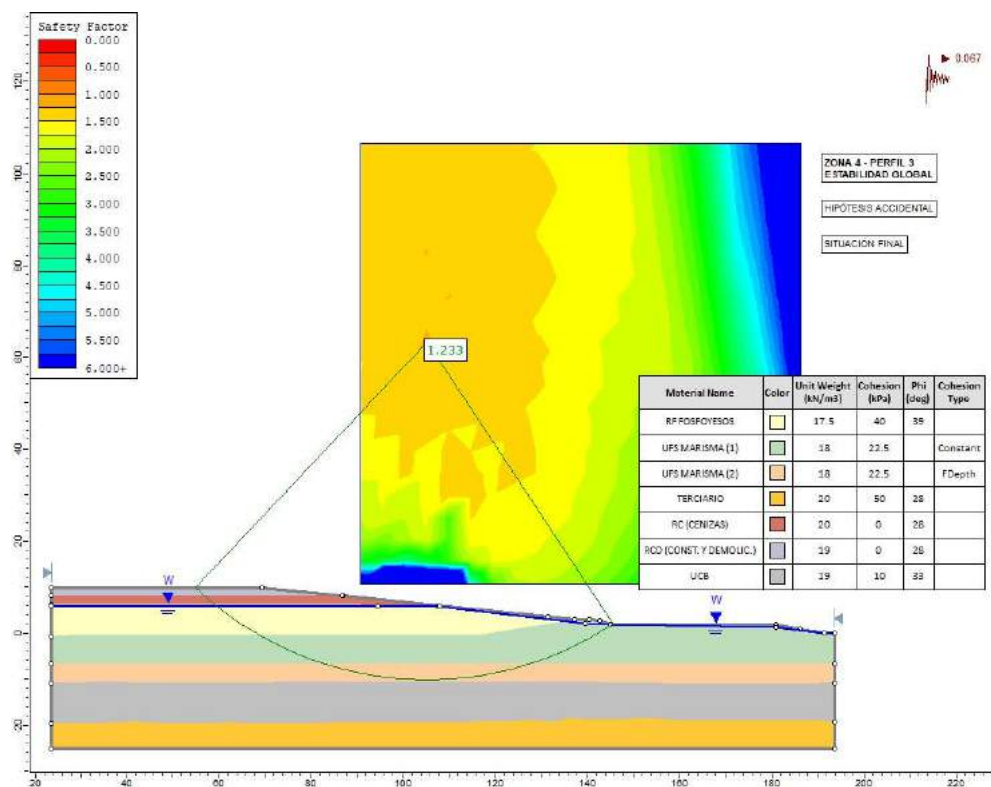 Safety Factor
0.000
0.500
1.000
1.500
2.000
2.500
3.000
3.500
4.000
4.500
5.000
5.500
6.000+
0.067
ZONA 4 - PERFIL 3
ESTABILIDAD GLOBAL
HIPÓTESIS ACCIDENTAL
SITUACIÓN FINAL
1.233
Material Name Color Unit Weight (kN/m3) Cohesion (kPa) Phi (deg) Cohesion Type
RF FOSFOYESOS 17.5 40 39
UFS MARISMA (1) 18 22.5 Constant
UFS MARISMA (2) 18 22.5 FDepth
TERCIARIO 20 50 28
RC (CENIZAS) 20 0 28
RCD (CONST. Y DEMOLIC.) 19 0 28
UCB 19 10 33
W
W
120
100
80
60
40
20
0
20
20 40 60 80 100 120 140 160 180 200